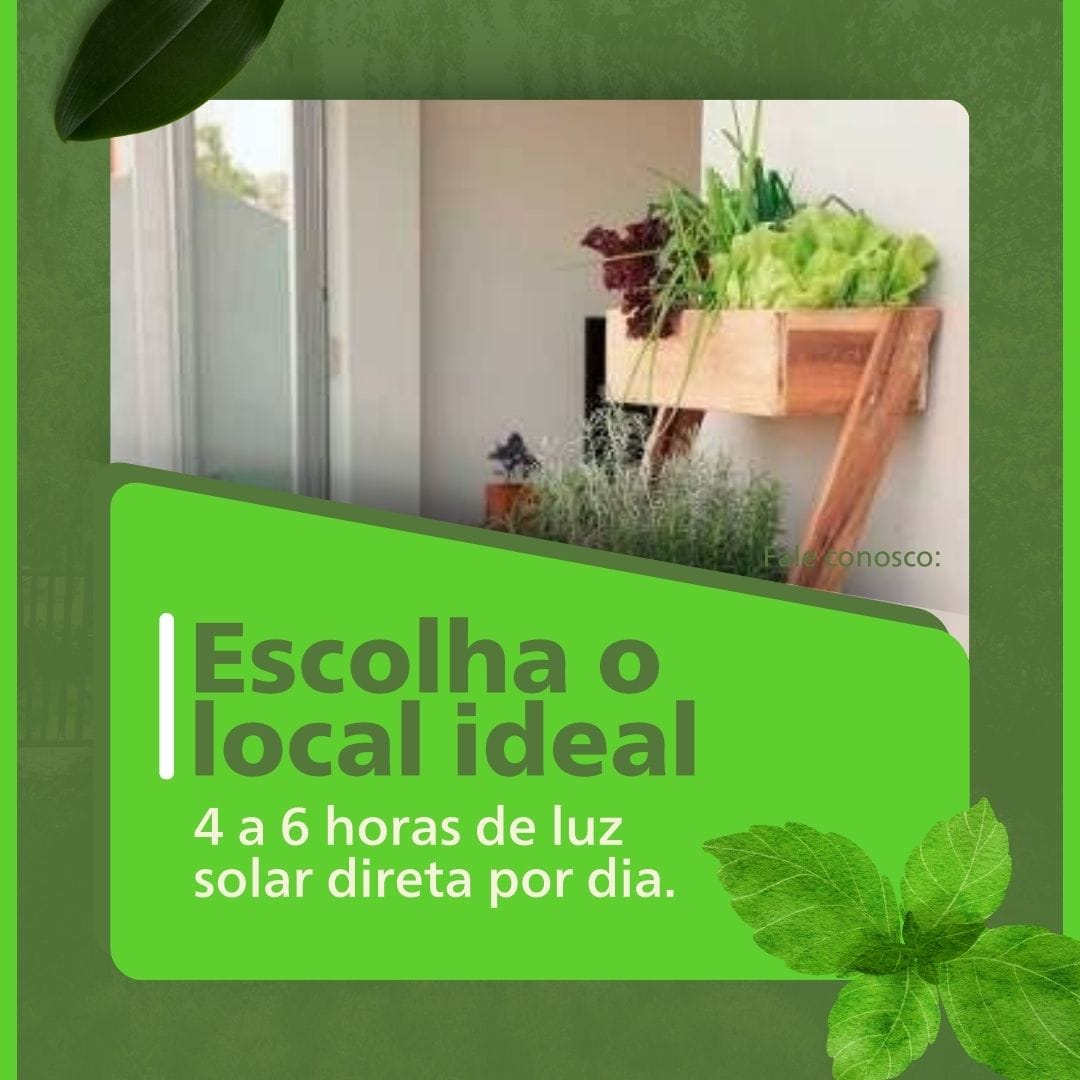 Fale conosco:
Escolha o
local ideal
4 a 6 horas de luz
solar direta por dia.